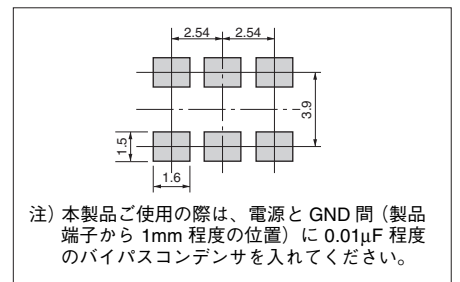 2.54 2.54
3.9
1.5
1.6
注）本製品ご使用の際は、電源と GND 間（製品
端子から 1mm 程度の位置）に 0.01μF 程度
のバイパスコンデンサを入れてください。